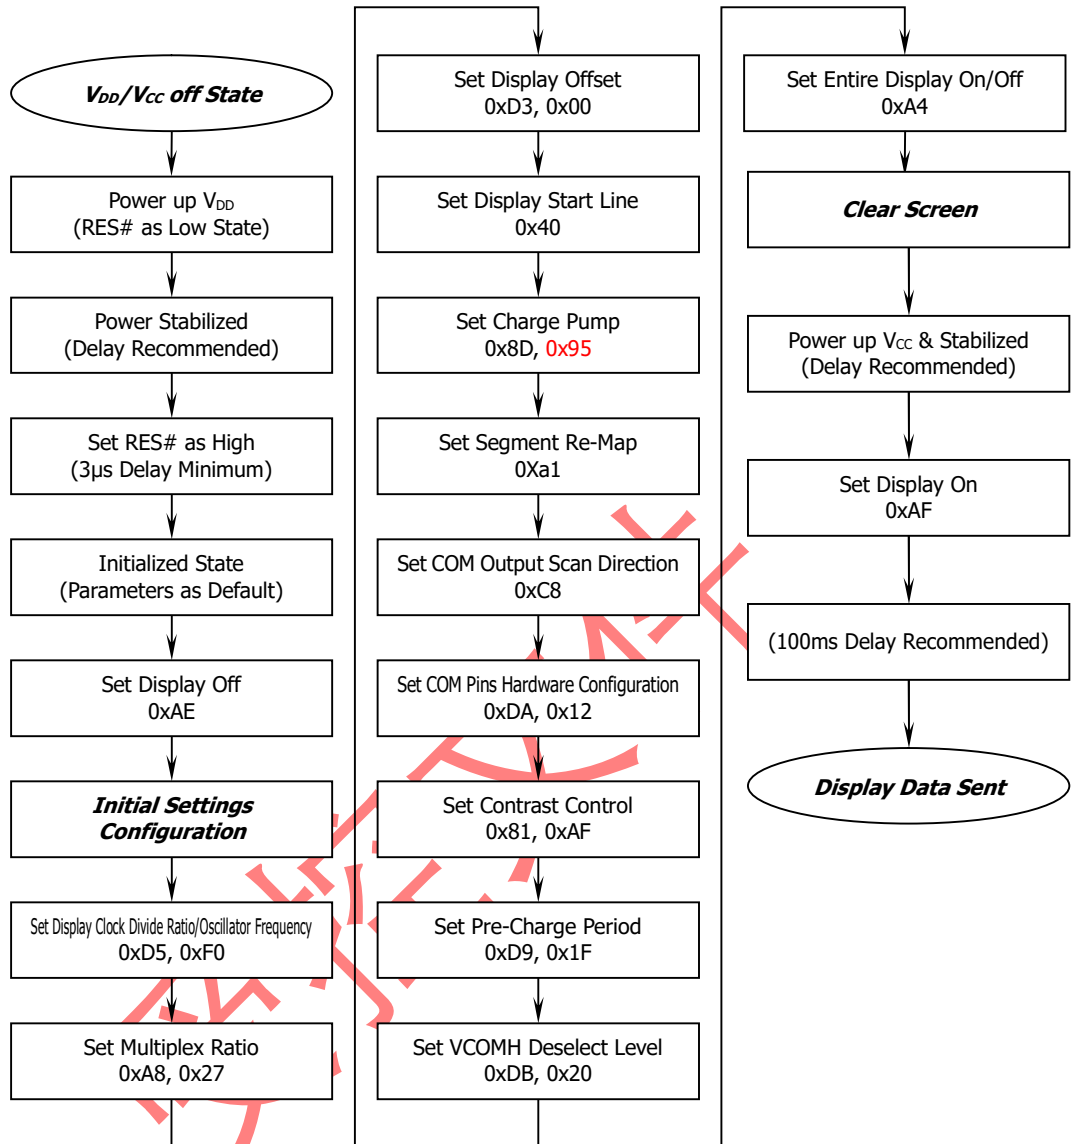 V_DD/V_CC off State
Power up V_DD
(RES# as Low State)
Power Stabilized
(Delay Recommended)
Set RES# as High
(3μs Delay Minimum)
Initialized State
(Parameters as Default)
Set Display Off
0xAE
Initial Settings
Configuration
Set Display Clock Divide Ratio/Oscillator Frequency
0xD5, 0xF0
Set Multiplex Ratio
0xA8, 0x27
Set Display Offset
0xD3, 0x00
Set Display Start Line
0x40
Set Charge Pump
0x8D, 0x95
Set Segment Re-Map
0Xa1
Set COM Output Scan Direction
0xC8
Set COM Pins Hardware Configuration
0xDA, 0x12
Set Contrast Control
0x81, 0xAF
Set Pre-Charge Period
0xD9, 0x1F
Set VCOMH Deselect Level
0xDB, 0x20
Set Entire Display On/Off
0xA4
Clear Screen
Power up V_CC & Stabilized
(Delay Recommended)
Set Display On
0xAF
(100ms Delay Recommended)
Display Data Sent